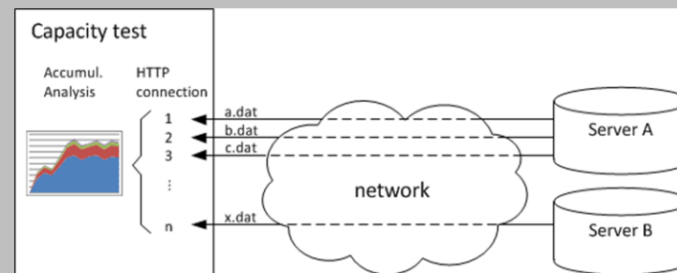 Capacity test
Accumul. HTTP
Analysis connection
1 a.dat
2 b.dat
3 c.dat
⋮
n x.dat
network
Server A
Server B